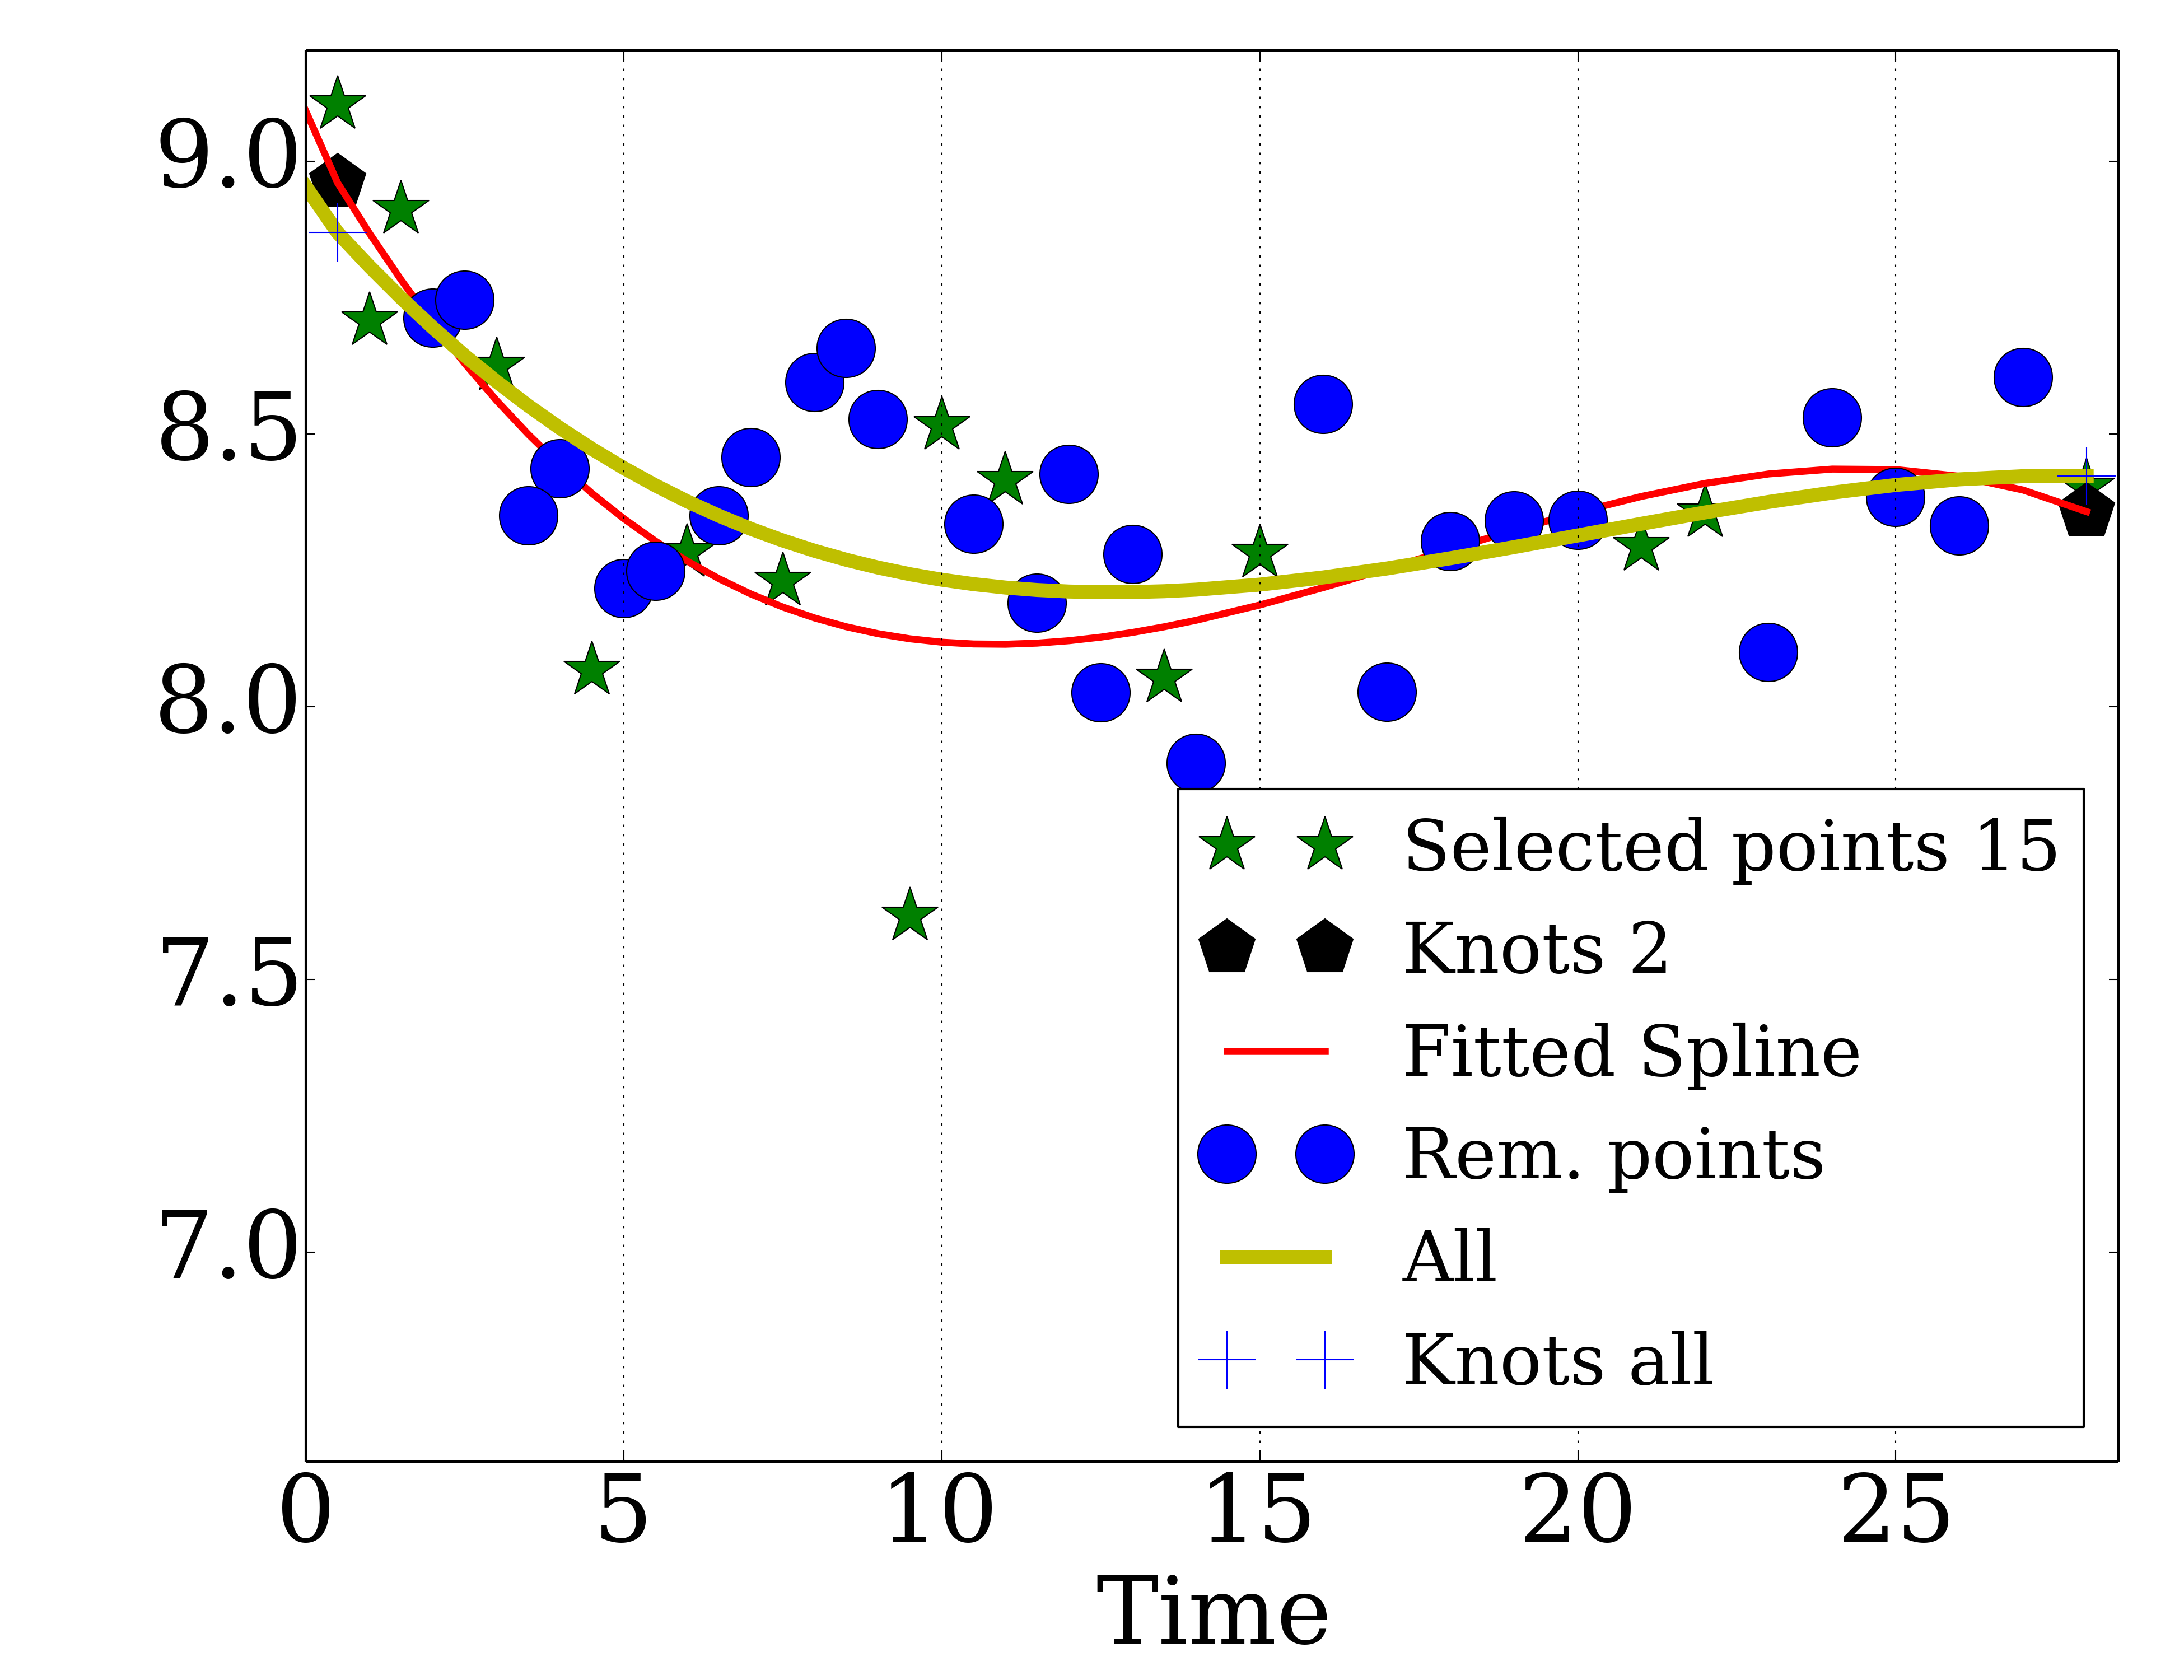 9.0
8.5
8.0
7.5
7.0
Selected points 15
Knots 2
Fitted Spline
Rem. points
All
Knots all
0 5 10 15 20 25
Time